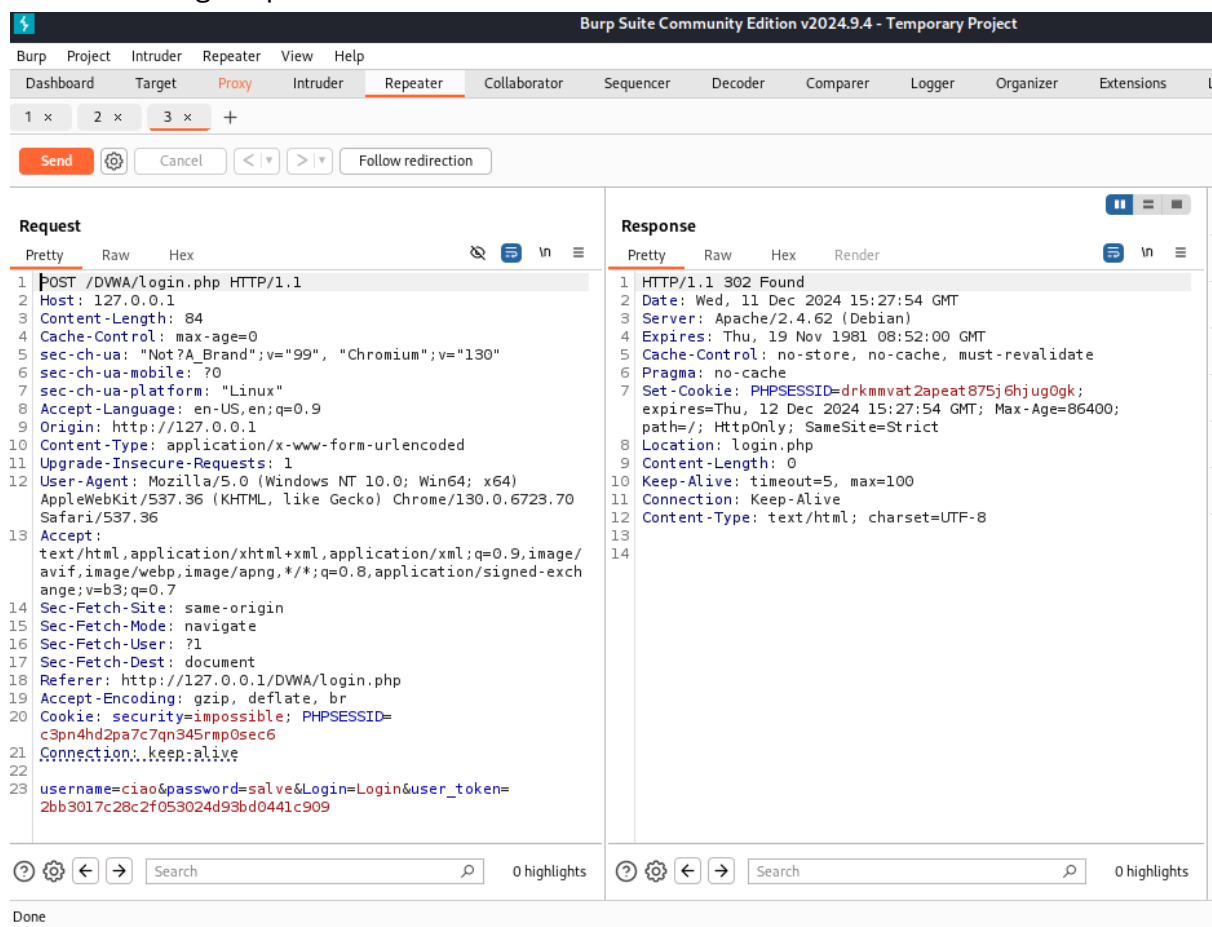 Burp Suite Community Edition v2024.9.4 - Temporary Project
Burp Project Intruder Repeater View Help
Dashboard Target Proxy Intruder Repeater Collaborator Sequencer Decoder Comparer Logger Organizer Extensions
1 × 2 × 3 × +
Send Cancel < > Follow redirection
Request
Pretty Raw Hex \n
1 POST /DVWA/login.php HTTP/1.1
2 Host: 127.0.0.1
3 Content-Length: 84
4 Cache-Control: max-age=0
5 sec-ch-ua: "Not?A_Brand";v="99", "Chromium";v="130"
6 sec-ch-ua-mobile: ?0
7 sec-ch-ua-platform: "Linux"
8 Accept-Language: en-US,en;q=0.9
9 Origin: http://127.0.0.1
10 Content-Type: application/x-www-form-urlencoded
11 Upgrade-Insecure-Requests: 1
12 User-Agent: Mozilla/5.0 (Windows NT 10.0; Win64; x64)
AppleWebKit/537.36 (KHTML, like Gecko) Chrome/130.0.6723.70
Safari/537.36
13 Accept:
text/html,application/xhtml+xml,application/xml;q=0.9,image/
avif,image/webp,image/apng,*/*;q=0.8,application/signed-exch
ange;v=b3;q=0.7
14 Sec-Fetch-Site: same-origin
15 Sec-Fetch-Mode: navigate
16 Sec-Fetch-User: ?1
17 Sec-Fetch-Dest: document
18 Referer: http://127.0.0.1/DVWA/login.php
19 Accept-Encoding: gzip, deflate, br
20 Cookie: security=impossible; PHPSESSID=
c3pn4hd2pa7c7qn345rmp0sec6
21 Connection: keep-alive
22
23 username=ciao&password=salve&Login=Login&user_token=
2bb3017c28c2f053024d93bd0441c909
Search 0 highlights
Response
Pretty Raw Hex Render \n
1 HTTP/1.1 302 Found
2 Date: Wed, 11 Dec 2024 15:27:54 GMT
3 Server: Apache/2.4.62 (Debian)
4 Expires: Thu, 19 Nov 1981 08:52:00 GMT
5 Cache-Control: no-store, no-cache, must-revalidate
6 Pragma: no-cache
7 Set-Cookie: PHPSESSID=drkmmvat2apeat875j6hjug0gk;
expires=Thu, 12 Dec 2024 15:27:54 GMT; Max-Age=86400;
path=/; HttpOnly; SameSite=Strict
8 Location: login.php
9 Content-Length: 0
10 Keep-Alive: timeout=5, max=100
11 Connection: Keep-Alive
12 Content-Type: text/html; charset=UTF-8
13
14
Search 0 highlights
Done